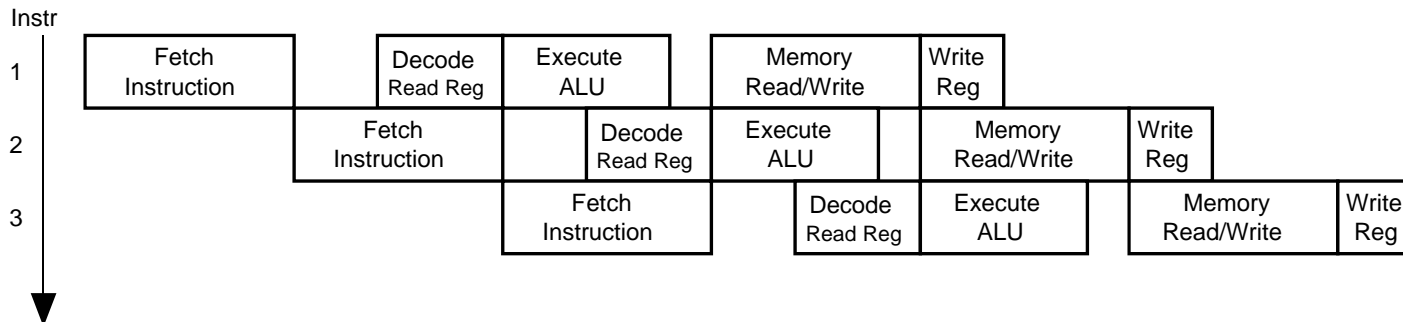 Instr
1
Fetch
Instruction
Decode
Read Reg
Execute
ALU
Memory
Read/Write
Write
Reg
2
Fetch
Instruction
Decode
Read Reg
Execute
ALU
Memory
Read/Write
Write
Reg
3
Fetch
Instruction
Decode
Read Reg
Execute
ALU
Memory
Read/Write
Write
Reg